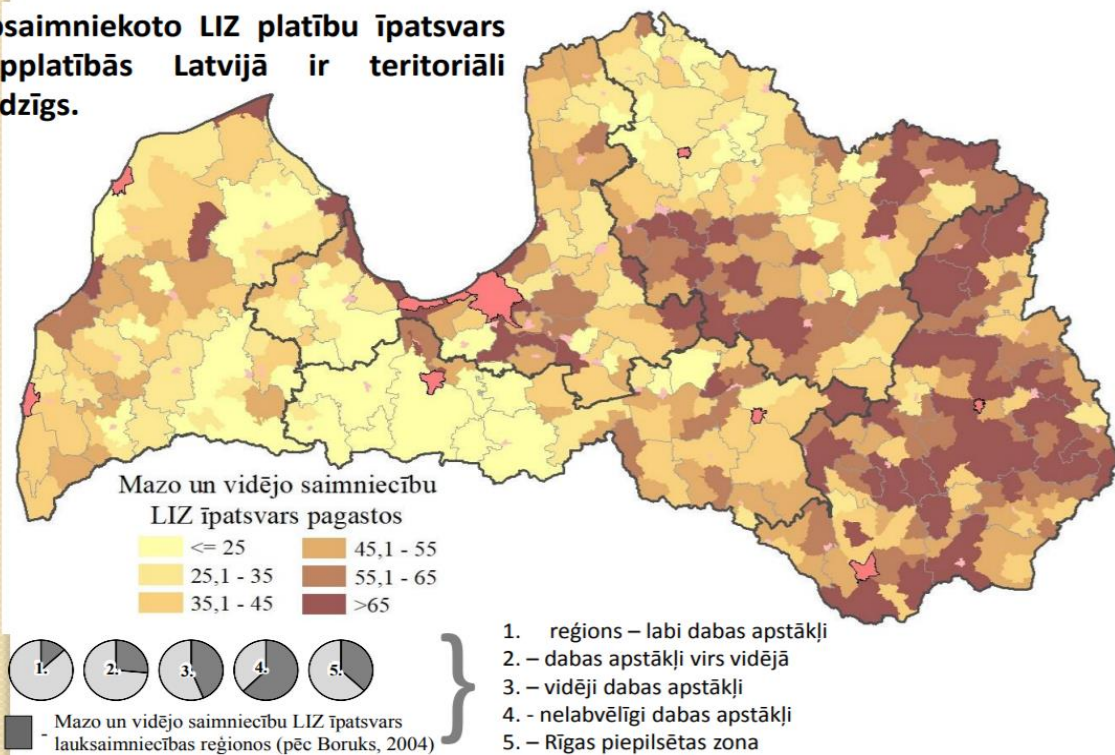 osaimniekoto LIZ platību īpatsvars
opplatībās Latvijā ir teritoriāli
dzīgs.
Mazo un vidējo saimniecību
LIZ īpatsvars pagastos
<= 25
25,1 - 35
35,1 - 45
45,1 - 55
55,1 - 65
>65
1.
2.
3.
4.
5.
- Mazo un vidējo saimniecību LIZ īpatsvars
lauksaimniecības reģionos (pēc Boruks, 2004)
1. reģions – labi dabas apstākļi
2. – dabas apstākļi virs vidējā
3. – vidēji dabas apstākļi
4. - nelabvēlīgi dabas apstākļi
5. – Rīgas piepilsētas zona